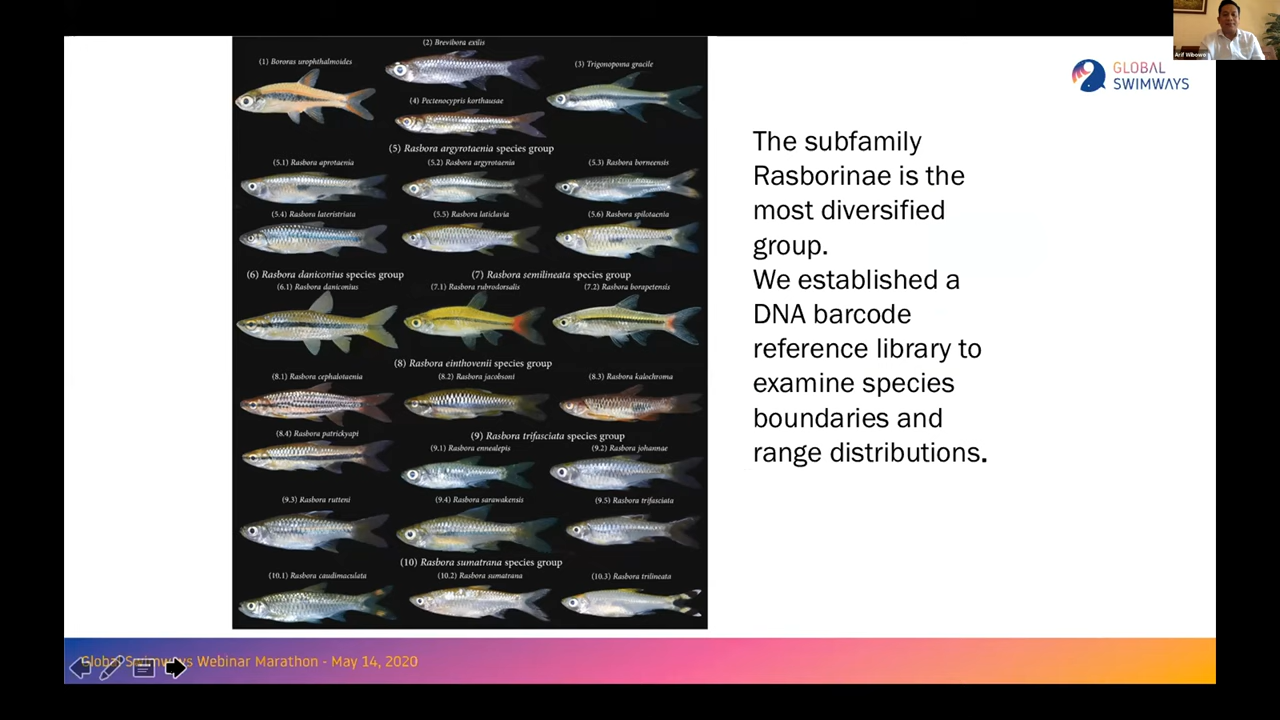 Arif Wibowo
GLOBAL
SWIMWAYS
(2) Brevibora exilis
(1) Bororas urophthalmoides
(3) Trigonopoma gracile
(4) Pectenocypris korthausae
(5) Rasbora argyrotaenia species group
(5.1) Rasbora aprotaenia
(5.2) Rasbora argyrotaenia
(5.3) Rasbora borneensis
(5.4) Rasbora lateristriata
(5.5) Rasbora laticlavia
(5.6) Rasbora spilotaenia
(6) Rasbora daniconius species group
(7) Rasbora semilineata species group
(6.1) Rasbora daniconius
(7.1) Rasbora rubrodorsalis
(7.2) Rasbora borapetensis
(8) Rasbora einthovenii species group
(8.1) Rasbora cephalotaenia
(8.2) Rasbora jacobsoni
(8.3) Rasbora kalochroma
(8.4) Rasbora patrickyapi
(9) Rasbora trifasciata species group
(9.1) Rasbora ennealepis
(9.2) Rasbora johannae
(9.3) Rasbora rutteni
(9.4) Rasbora sarawakensis
(9.5) Rasbora trifasciata
(10) Rasbora sumatrana species group
(10.1) Rasbora caudimaculata
(10.2) Rasbora sumatrana
(10.3) Rasbora trilineata
The subfamily
Rasborinae is the
most diversified
group.
We established a
DNA barcode
reference library to
examine species
boundaries and
range distributions.
Global Swimways Webinar Marathon - May 14, 2020